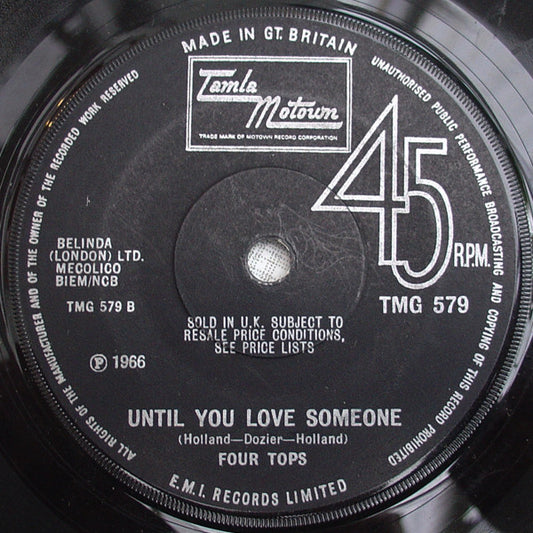 MADE IN GT. BRITAIN
Tamla
Motown
TRADE MARK OF MOTOWN RECORD CORPORATION
45
R.P.M.
TMG 579
BELINDA
(LONDON) LTD.
MECOLICO
BIEM/NCB
TMG 579 B
Ⓟ 1966
SOLD IN U.K. SUBJECT TO
RESALE PRICE CONDITIONS,
SEE PRICE LISTS
UNTIL YOU LOVE SOMEONE
(Holland—Dozier—Holland)
FOUR TOPS
E.M.I. RECORDS LIMITED
ALL RIGHTS OF THE MANUFACTURER AND OF THE OWNER OF THE RECORDED WORK RESERVED
UNAUTHORISED PUBLIC PERFORMANCE BROADCASTING AND COPYING OF THIS RECORD PROHIBITED